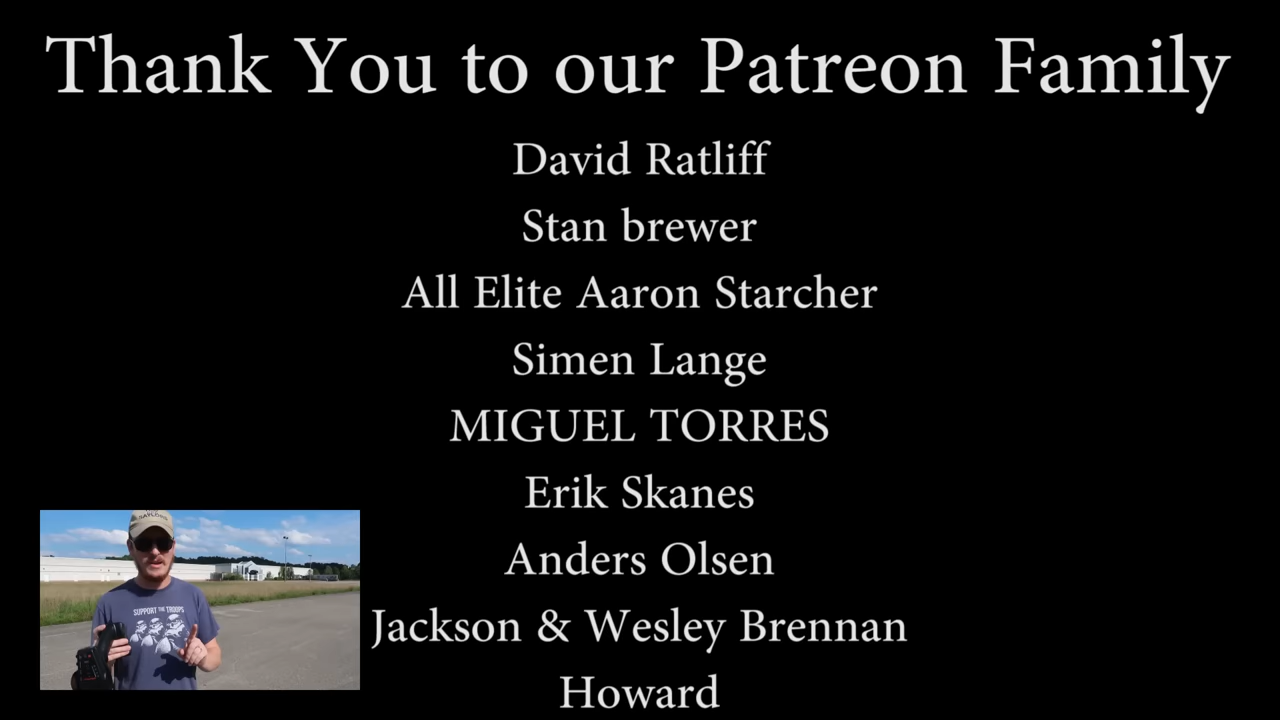 Thank You to our Patreon Family
David Ratliff
Stan brewer
All Elite Aaron Starcher
Simen Lange
MIGUEL TORRES
Erik Skanes
Anders Olsen
Jackson & Wesley Brennan
Howard
SUPPORT THE TROOPS